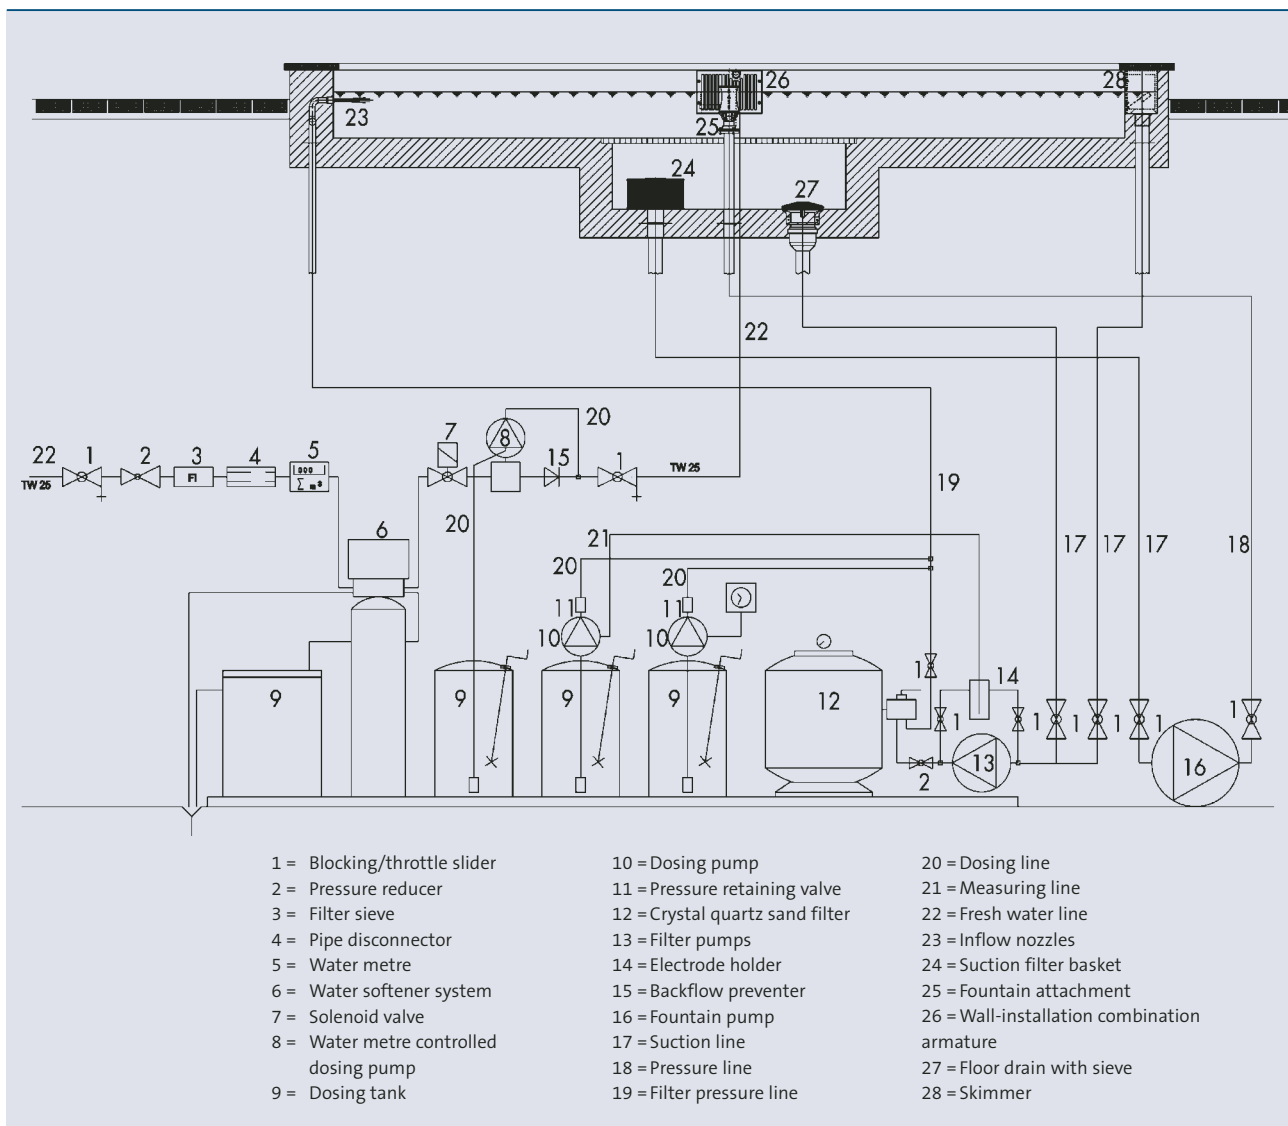 26
28
23
25
24
27
22
20
7
8
22
1
2
3
4
5
15
1
TW 25
FI
000
Σ m³
TW 25
19
6
20
21
20
20
17
17
17
18
11
11
10
10
1
14
9
9
9
9
12
1
1
1
1
1
1
13
16
2
1 = Blocking/throttle slider
2 = Pressure reducer
3 = Filter sieve
4 = Pipe disconnector
5 = Water metre
6 = Water softener system
7 = Solenoid valve
8 = Water metre controlled
dosing pump
9 = Dosing tank
10 = Dosing pump
11 = Pressure retaining valve
12 = Crystal quartz sand filter
13 = Filter pumps
14 = Electrode holder
15 = Backflow preventer
16 = Fountain pump
17 = Suction line
18 = Pressure line
19 = Filter pressure line
20 = Dosing line
21 = Measuring line
22 = Fresh water line
23 = Inflow nozzles
24 = Suction filter basket
25 = Fountain attachment
26 = Wall-installation combination
armature
27 = Floor drain with sieve
28 = Skimmer